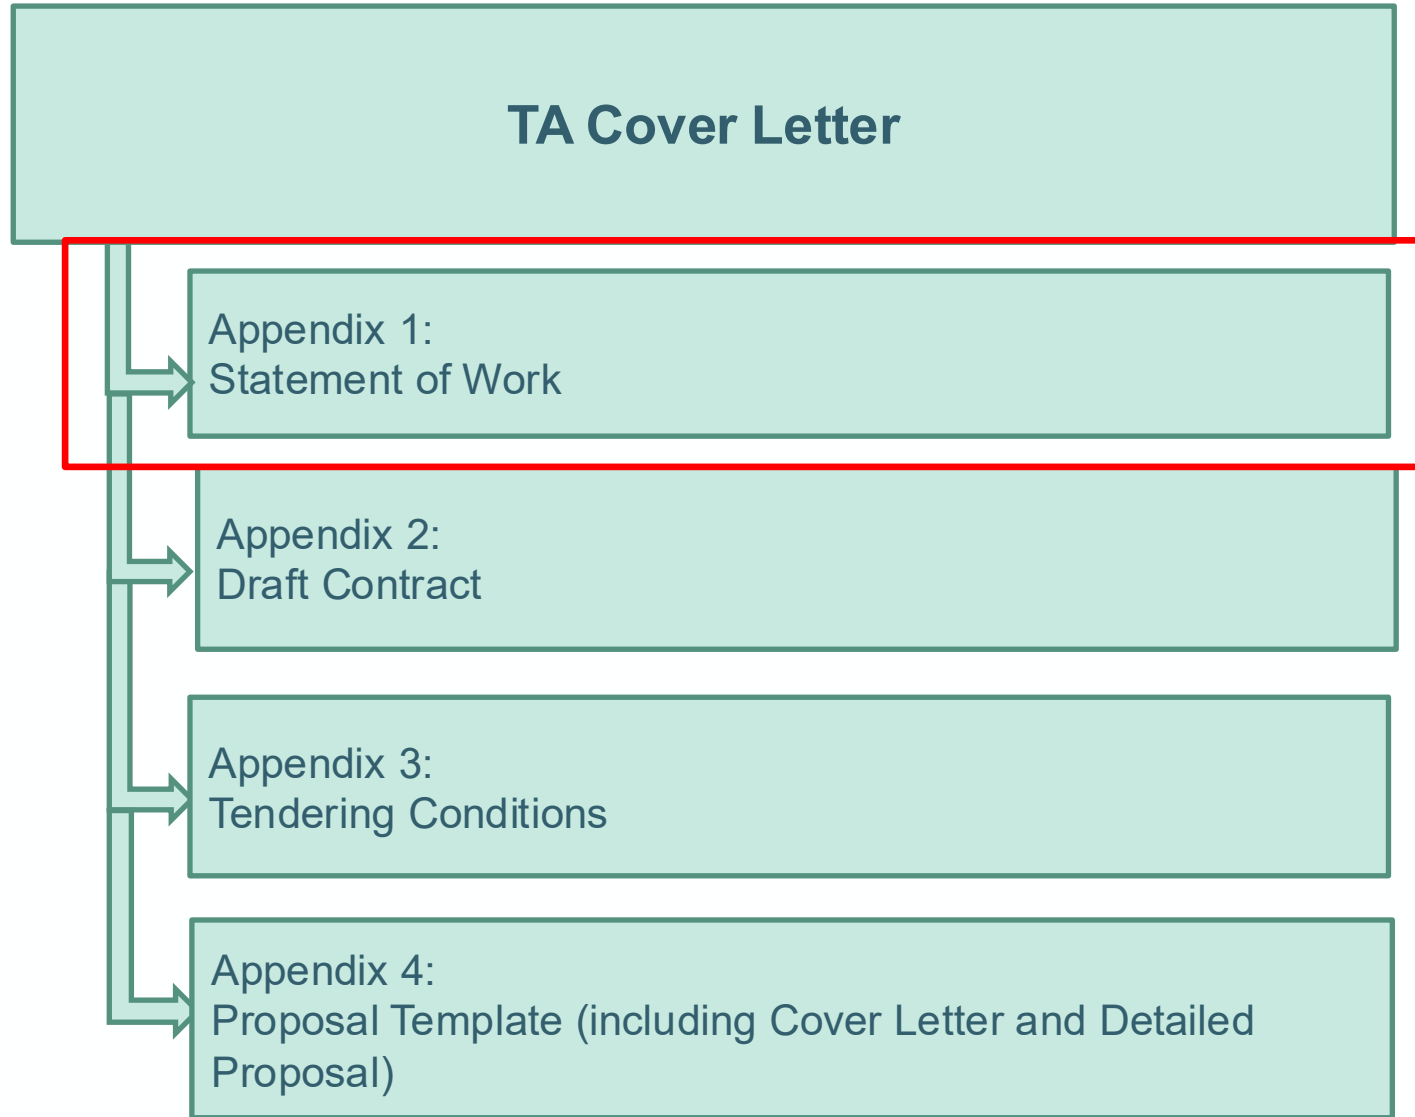 TA Cover Letter
Appendix 1:
Statement of Work
Appendix 2:
Draft Contract
Appendix 3:
Tendering Conditions
Appendix 4:
Proposal Template (including Cover Letter and Detailed
Proposal)